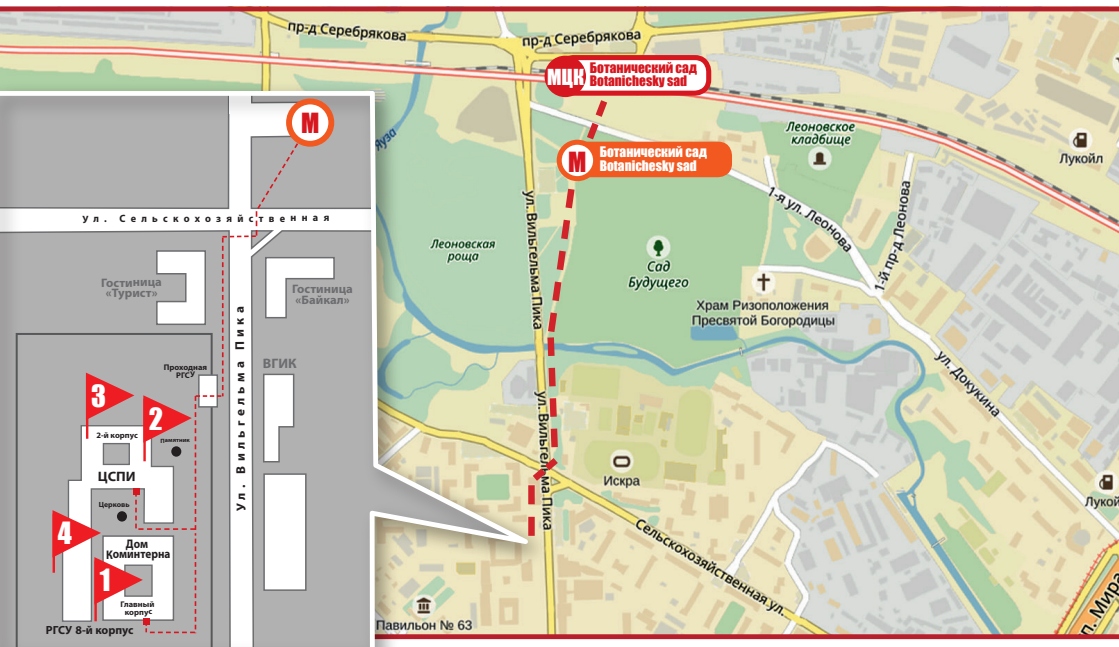 пр-д Серебрякова
пр-д Серебрякова
МЦК
Ботанический сад
Botanichesky sad
М
Ботанический сад
Botanichesky sad
Яуза
Леоновское
кладбище
Лукойл
ул. Вильгельма Пика
1-я ул. Леонова
1-й пр-д Леонова
Леоновская
роща
Сад
Будущего
Храм Ризоположения
Пресвятой Богородицы
ул. Докукина
ул. Вильгельма Пика
Искра
Сельскохозяйственная ул.
Лукой
п. Мира
Павильон № 63
М
Ул. Сельскохозяйственная
Гостиница
«Турист»
Гостиница
«Байкал»
Ул. Вильгельма Пика
ВГИК
Проходная
РГСУ
3
2
2-й корпус
Памятник
ЦСПИ
Церковь
4
Дом
Коминтерна
1
Главный
корпус
РГСУ 8-й корпус